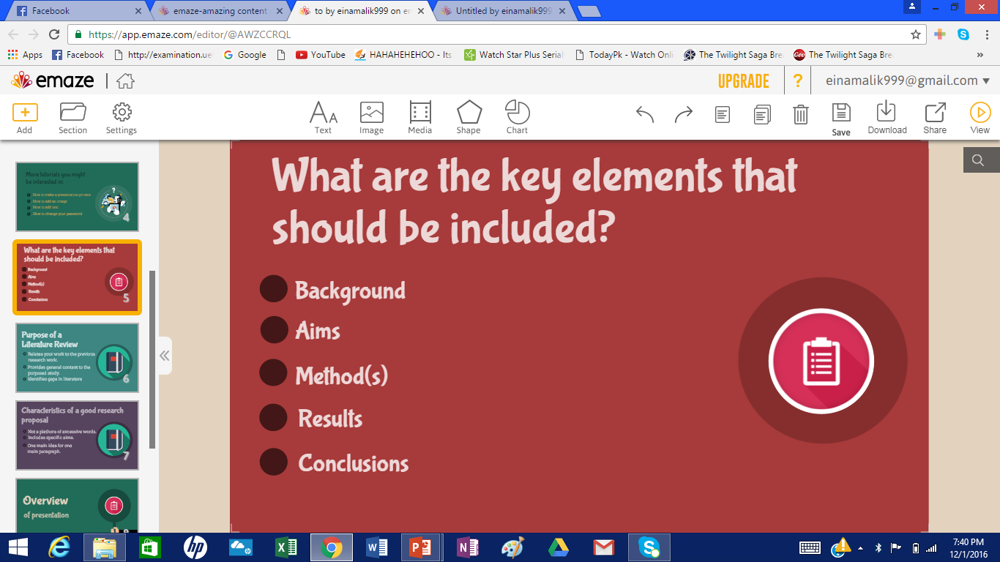 Facebook
emaze-amazing content
to by einamalik999 on e
Untitled by einamalik999
https://app.emaze.com/editor/@AWZCCRQL
Apps
Facebook
http://examination.ue
Google
YouTube
HAHAHEHEHOO - Its
Watch Star Plus Serial
TodayPk - Watch Onli
The Twilight Saga Bre
Geo
The Twilight Saga Bre
emaze
UPGRADE
?
einamalik999@gmail.com
Add
Section
Settings
Text
Image
Media
Shape
Chart
Save
Download
Share
View
More tutorials you might
be interested in
How to make a presentation private
How to add an image
How to add text
How to change your password
4
What are the key elements that
should be included?
Background
Aims
Method(s)
Results
Conclusions
5
Purpose of a
Literature Review
Relates your work to the previous
research work.
Provides general context to the
purposed study.
Identifies gaps in literature
6
Characteristics of a good research
proposal
Not a plethora of excessive words.
Includes specific aims.
One main idea for one
main paragraph.
7
Overview
of presentation
What are the key elements that
should be included?
Background
Aims
Method(s)
Results
Conclusions
7:40 PM
12/1/2016